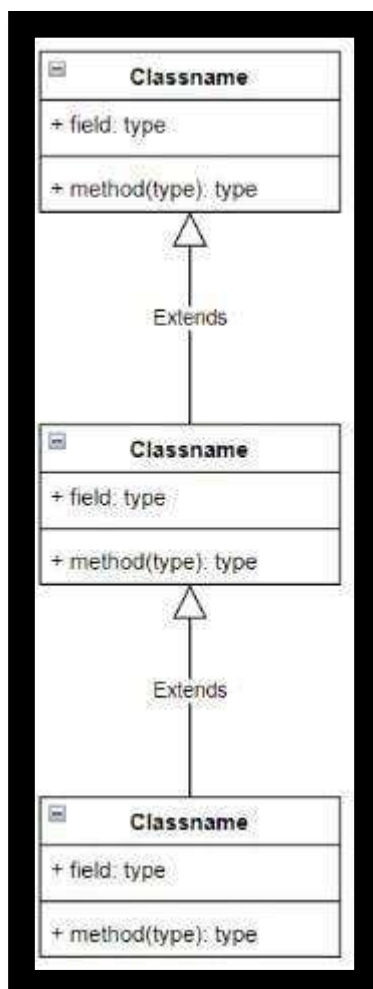 Classname
+ field: type
+ method(type): type
Extends
Classname
+ field: type
+ method(type): type
Extends
Classname
+ field: type
+ method(type): type